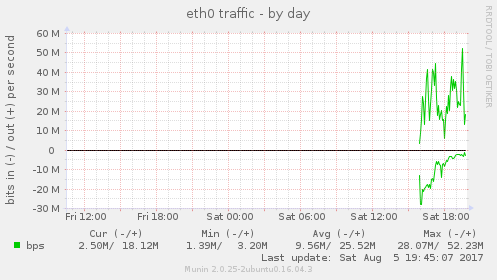 eth0 traffic - by day
RRDTOOL / TOBI OETIKER
bits in (-) / out (+) per second
60 M
50 M
40 M
30 M
20 M
10 M
0
-10 M
-20 M
-30 M
Fri 12:00 Fri 18:00 Sat 00:00 Sat 06:00 Sat 12:00 Sat 18:00
Cur (-/+) Min (-/+) Avg (-/+) Max (-/+)
bps 2.50M/ 18.12M 1.39M/ 3.20M 9.56M/ 25.52M 28.07M/ 52.23M
Last update: Sat Aug 5 19:45:07 2017
Munin 2.0.25-2ubuntu0.16.04.3